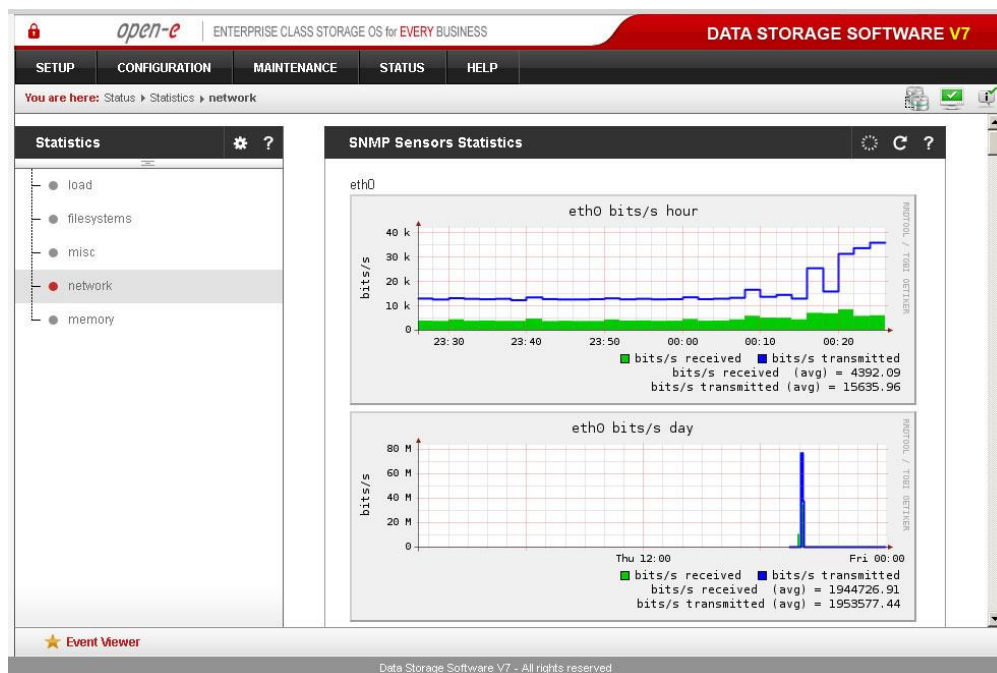 open-e ENTERPRISE CLASS STORAGE OS for EVERY BUSINESS DATA STORAGE SOFTWARE V7
SETUP CONFIGURATION MAINTENANCE STATUS HELP
You are here: Status Statistics network
Statistics ?
load
filesystems
misc
network
memory
SNMP Sensors Statistics ?
eth0
eth0 bits/s hour
RRDTOOL / TOBI OETIKER
bits/s
40 k
30 k
20 k
10 k
0
23:30 23:40 23:50 00:00 00:10 00:20
bits/s received bits/s transmitted
bits/s received (avg) = 4392.09
bits/s transmitted (avg) = 15635.96
eth0 bits/s day
RRDTOOL / TOBI OETIKER
bits/s
80 M
60 M
40 M
20 M
0
Thu 12:00 Fri 00:00
bits/s received bits/s transmitted
bits/s received (avg) = 1944726.91
bits/s transmitted (avg) = 1953577.44
Event Viewer
Data Storage Software V7 - All rights reserved